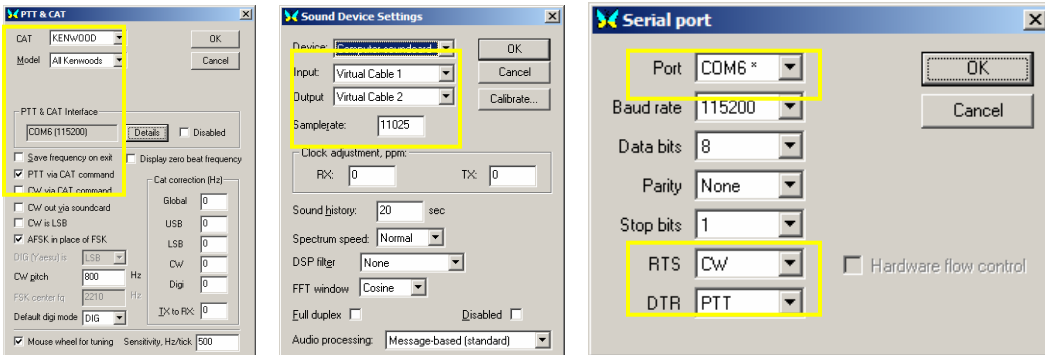 PTT & CAT
CAT KENWOOD OK
Model All Kenwoods Cancel
PTT & CAT Interface
COM6 (115200) Details Disabled
Save frequency on exit Display zero beat frequency
PTT via CAT command Cat correction (Hz)
CW via CAT command Global 0
CW out via soundcard
CW is LSB USB 0
AFSK in place of FSK LSB 0
DIG (Yaesu) is LSB CW 0
CW pitch 800 Hz Digi 0
FSK center fq 2210 Hz
Default digi mode DIG TX to RX: 0
Mouse wheel for tuning Sensitivity, Hz/tick 500
Sound Device Settings
Device: Computer soundcard OK
Input: Virtual Cable 1 Cancel
Output Virtual Cable 2 Calibrate...
Samplerate: 11025
Clock adjustment, ppm:
RX: 0 TX: 0
Sound history: 20 sec
Spectrum speed: Normal
DSP filter None
FFT window Cosine
Full duplex Disabled
Audio processing: Message-based (standard)
Serial port
Port COM6 * OK
Baud rate 115200 Cancel
Data bits 8
Parity None
Stop bits 1
RTS CW Hardware flow control
DTR PTT